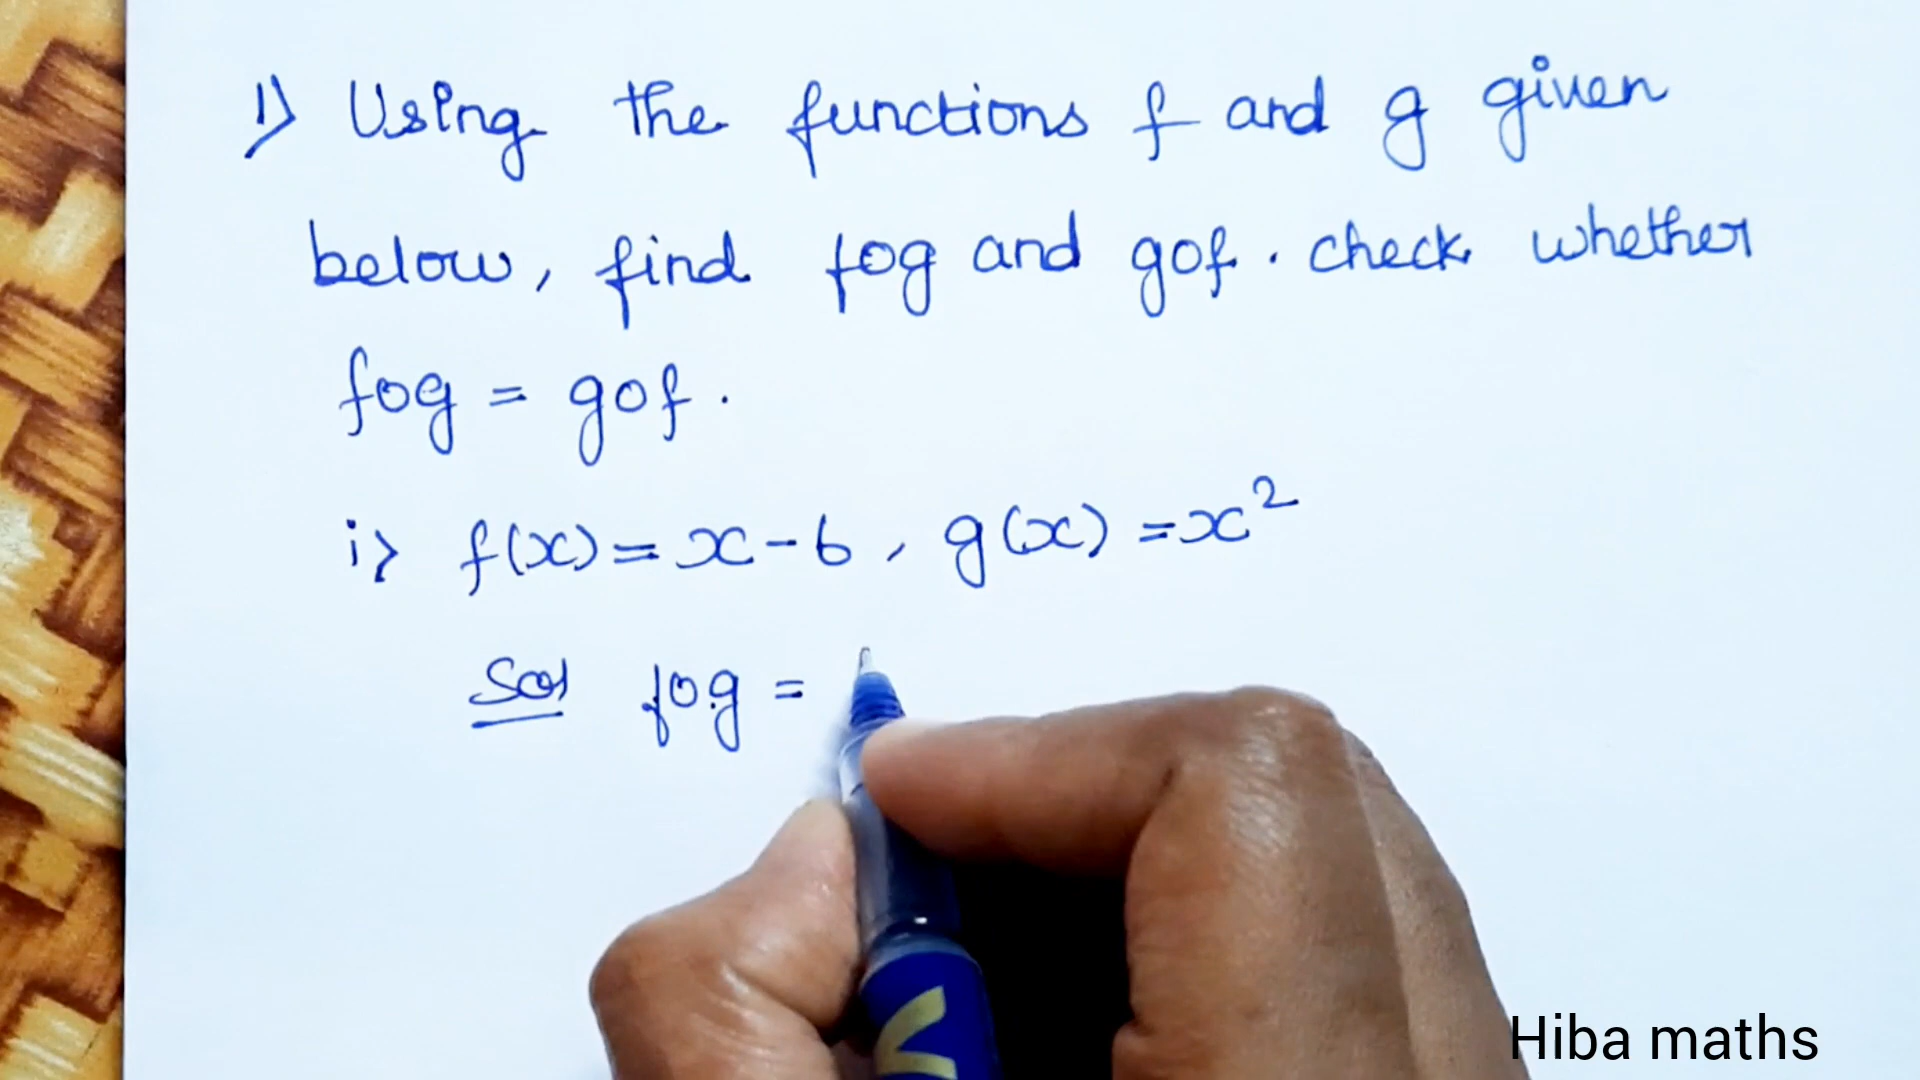 1) Using the functions f and g given
below, find fog and gof. check whether
fog = gof.
i) f(x) = x - 6, g(x) = x²
Sol fog =
Hiba maths